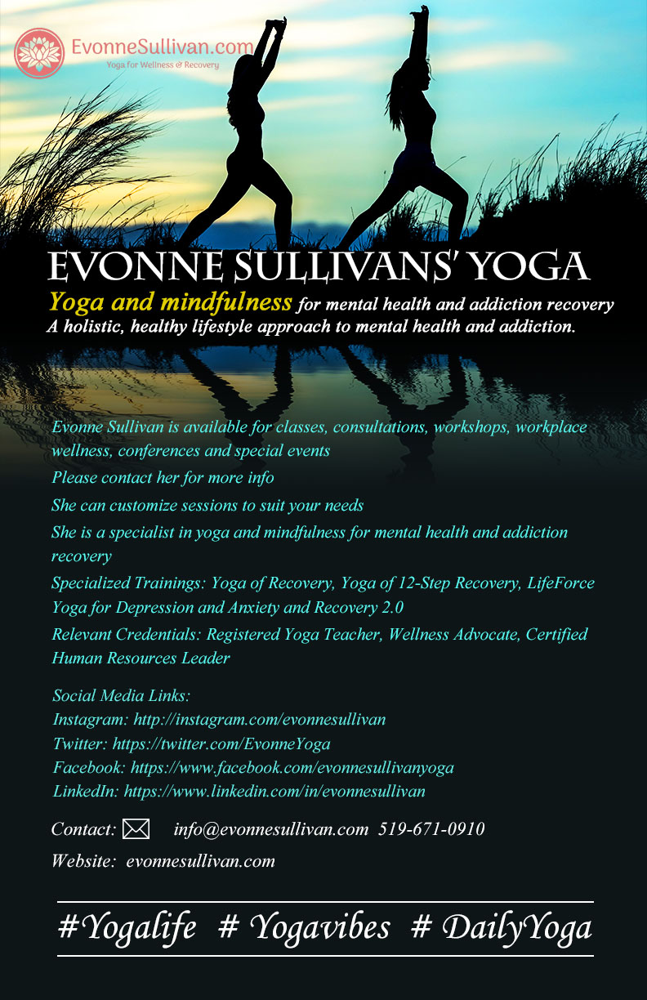 EvonneSullivan.com
Yoga for Wellness & Recovery
EVONNE SULLIVANS' YOGA
Yoga and mindfulness for mental health and addiction recovery
A holistic, healthy lifestyle approach to mental health and addiction.
Evonne Sullivan is available for classes, consultations, workshops, workplace
wellness, conferences and special events
Please contact her for more info
She can customize sessions to suit your needs
She is a specialist in yoga and mindfulness for mental health and addiction
recovery
Specialized Trainings: Yoga of Recovery, Yoga of 12-Step Recovery, LifeForce
Yoga for Depression and Anxiety and Recovery 2.0
Relevant Credentials: Registered Yoga Teacher, Wellness Advocate, Certified
Human Resources Leader
Social Media Links:
Instagram: http://instagram.com/evonnesullivan
Twitter: https://twitter.com/EvonneYoga
Facebook: https://www.facebook.com/evonnesullivanyoga
LinkedIn: https://www.linkedin.com/in/evonnesullivan
Contact: info@evonnesullivan.com 519-671-0910
Website: evonnesullivan.com
#Yogalife # Yogavibes # DailyYoga